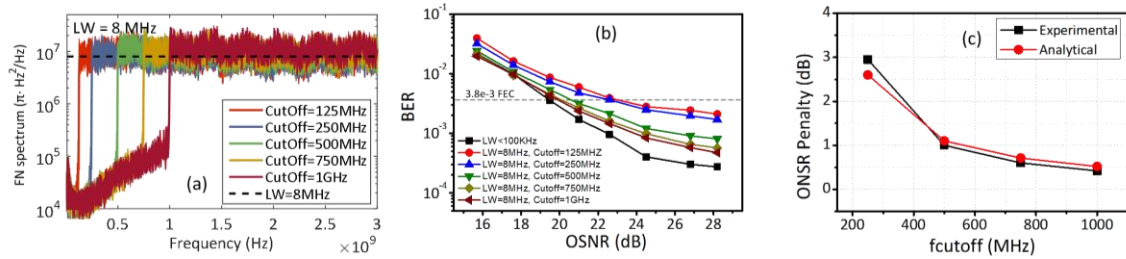 LW = 8 MHz
FN spectrum (π· Hz²/Hz)
10⁷
10⁶
10⁵
10⁴
CutOff=125MHz
CutOff=250MHz
CutOff=500MHz
CutOff=750MHz
CutOff=1GHz
LW=8MHz
(a)
0 0.5 1 1.5 2 2.5 3
Frequency (Hz)
×10⁹
(b)
BER
10⁻¹
10⁻²
10⁻³
10⁻⁴
3.8e-3 FEC
LW<100KHz
LW=8MHz, Cutoff=125MHZ
LW=8MHz, Cutoff=250MHz
LW=8MHz, Cutoff=500MHz
LW=8MHz, Cutoff=750MHz
LW=8MHz, Cutoff=1GHz
16 18 20 22 24 26 28
OSNR (dB)
(c)
Experimental
Analytical
ONSR Penalty (dB)
4
3
2
1
0
200 400 600 800 1000
fcutoff (MHz)